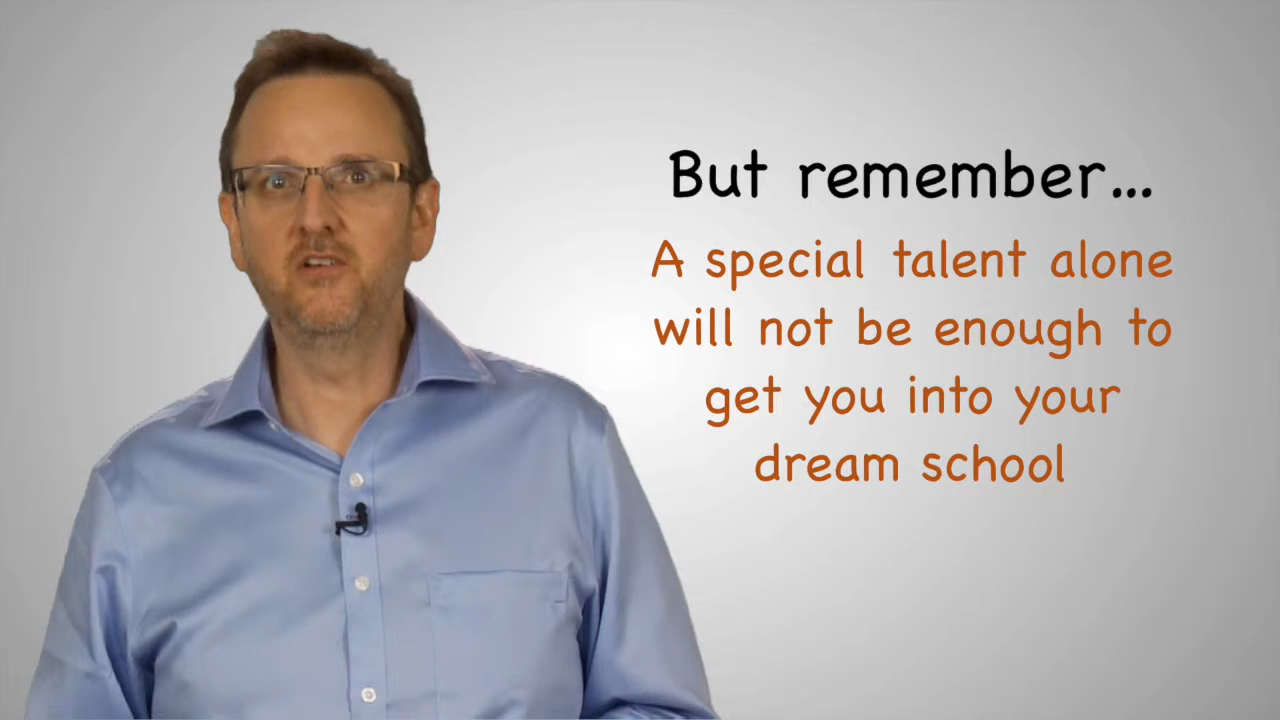 But remember...
A special talent alone
will not be enough to
get you into your
dream school